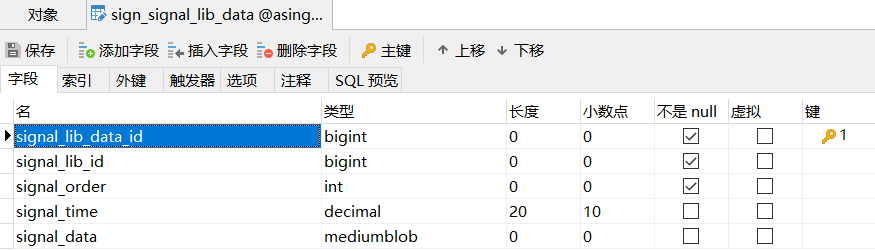 对象 sign_signal_lib_data @asing...
保存 添加字段 插入字段 删除字段 主键 上移 下移
字段 索引 外键 触发器 选项 注释 SQL 预览
名 类型 长度 小数点 不是 null 虚拟 键
signal_lib_data_id bigint 0 0 1
signal_lib_id bigint 0 0
signal_order int 0 0
signal_time decimal 20 10
signal_data mediumblob 0 0